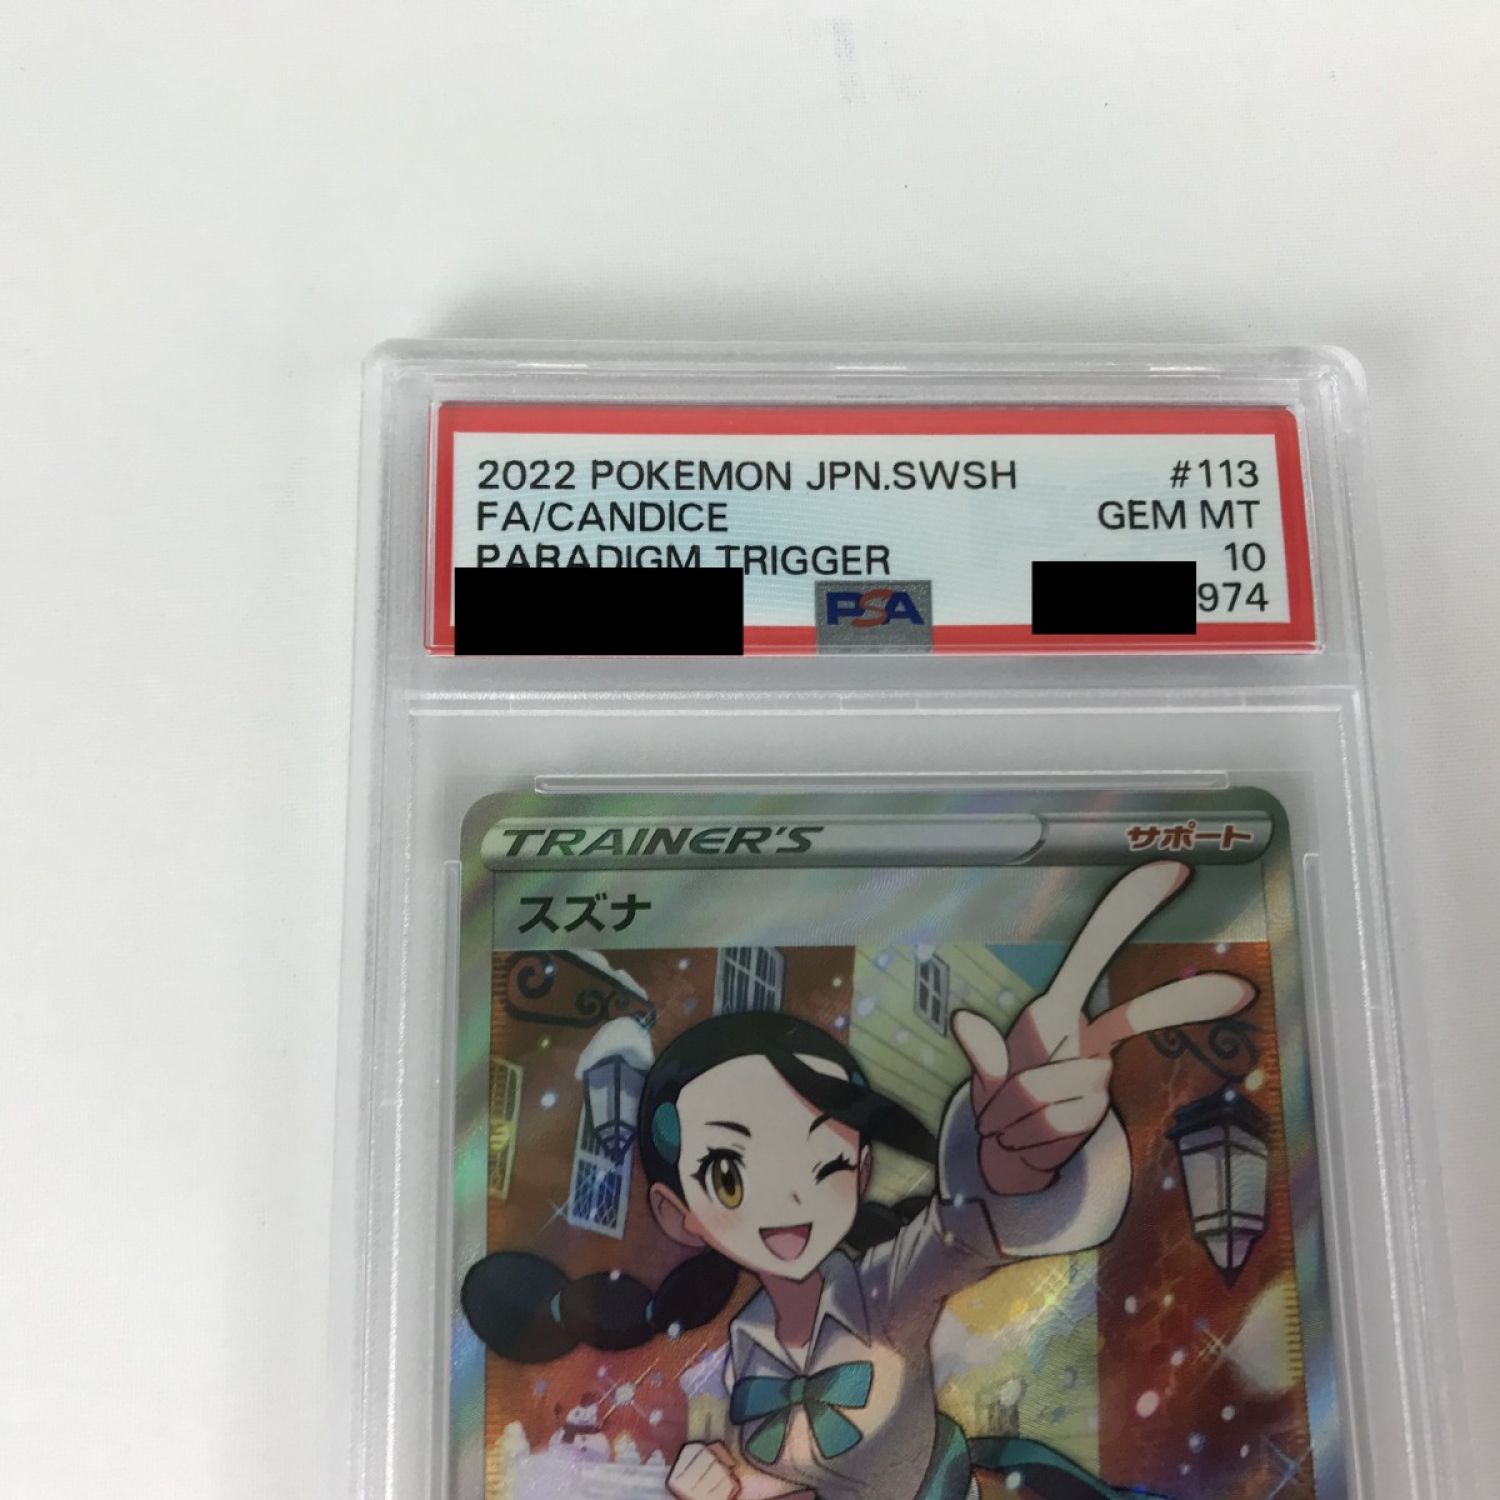 2022 POKEMON JPN.SWSH #113
FA/CANDICE GEM MT
PARADIGM TRIGGER 10
PSA 974
TRAINER'S サポート
スズナ